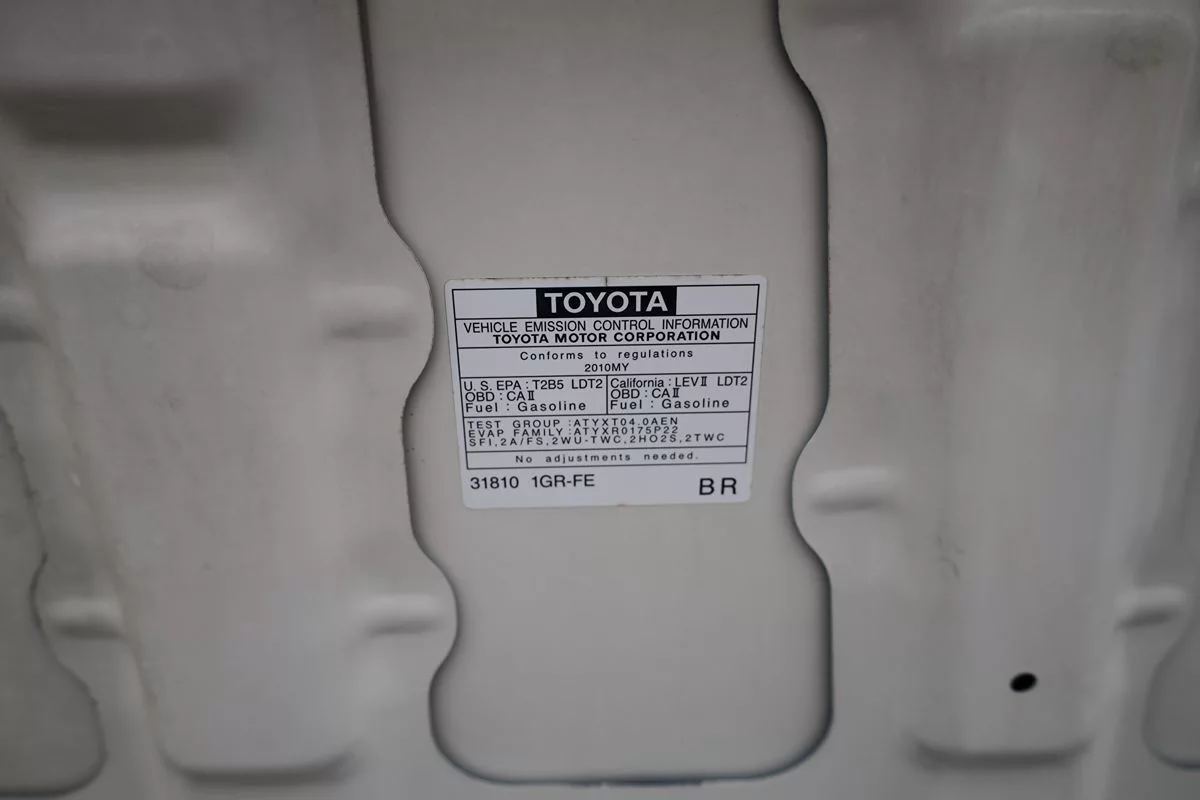 TOYOTA
VEHICLE EMISSION CONTROL INFORMATION
TOYOTA MOTOR CORPORATION
Conforms to regulations
2010MY
U.S. EPA : T2B5 LDT2
OBD : CAⅡ
Fuel : Gasoline
California : LEVⅡ LDT2
OBD : CAⅡ
Fuel : Gasoline
TEST GROUP :ATYXT04.0AEN
EVAP FAMILY :ATYXR0175P22
SFI,2A/FS,2WU-TWC,2HO2S,2TWC
No adjustments needed.
31810 1GR-FE
BR